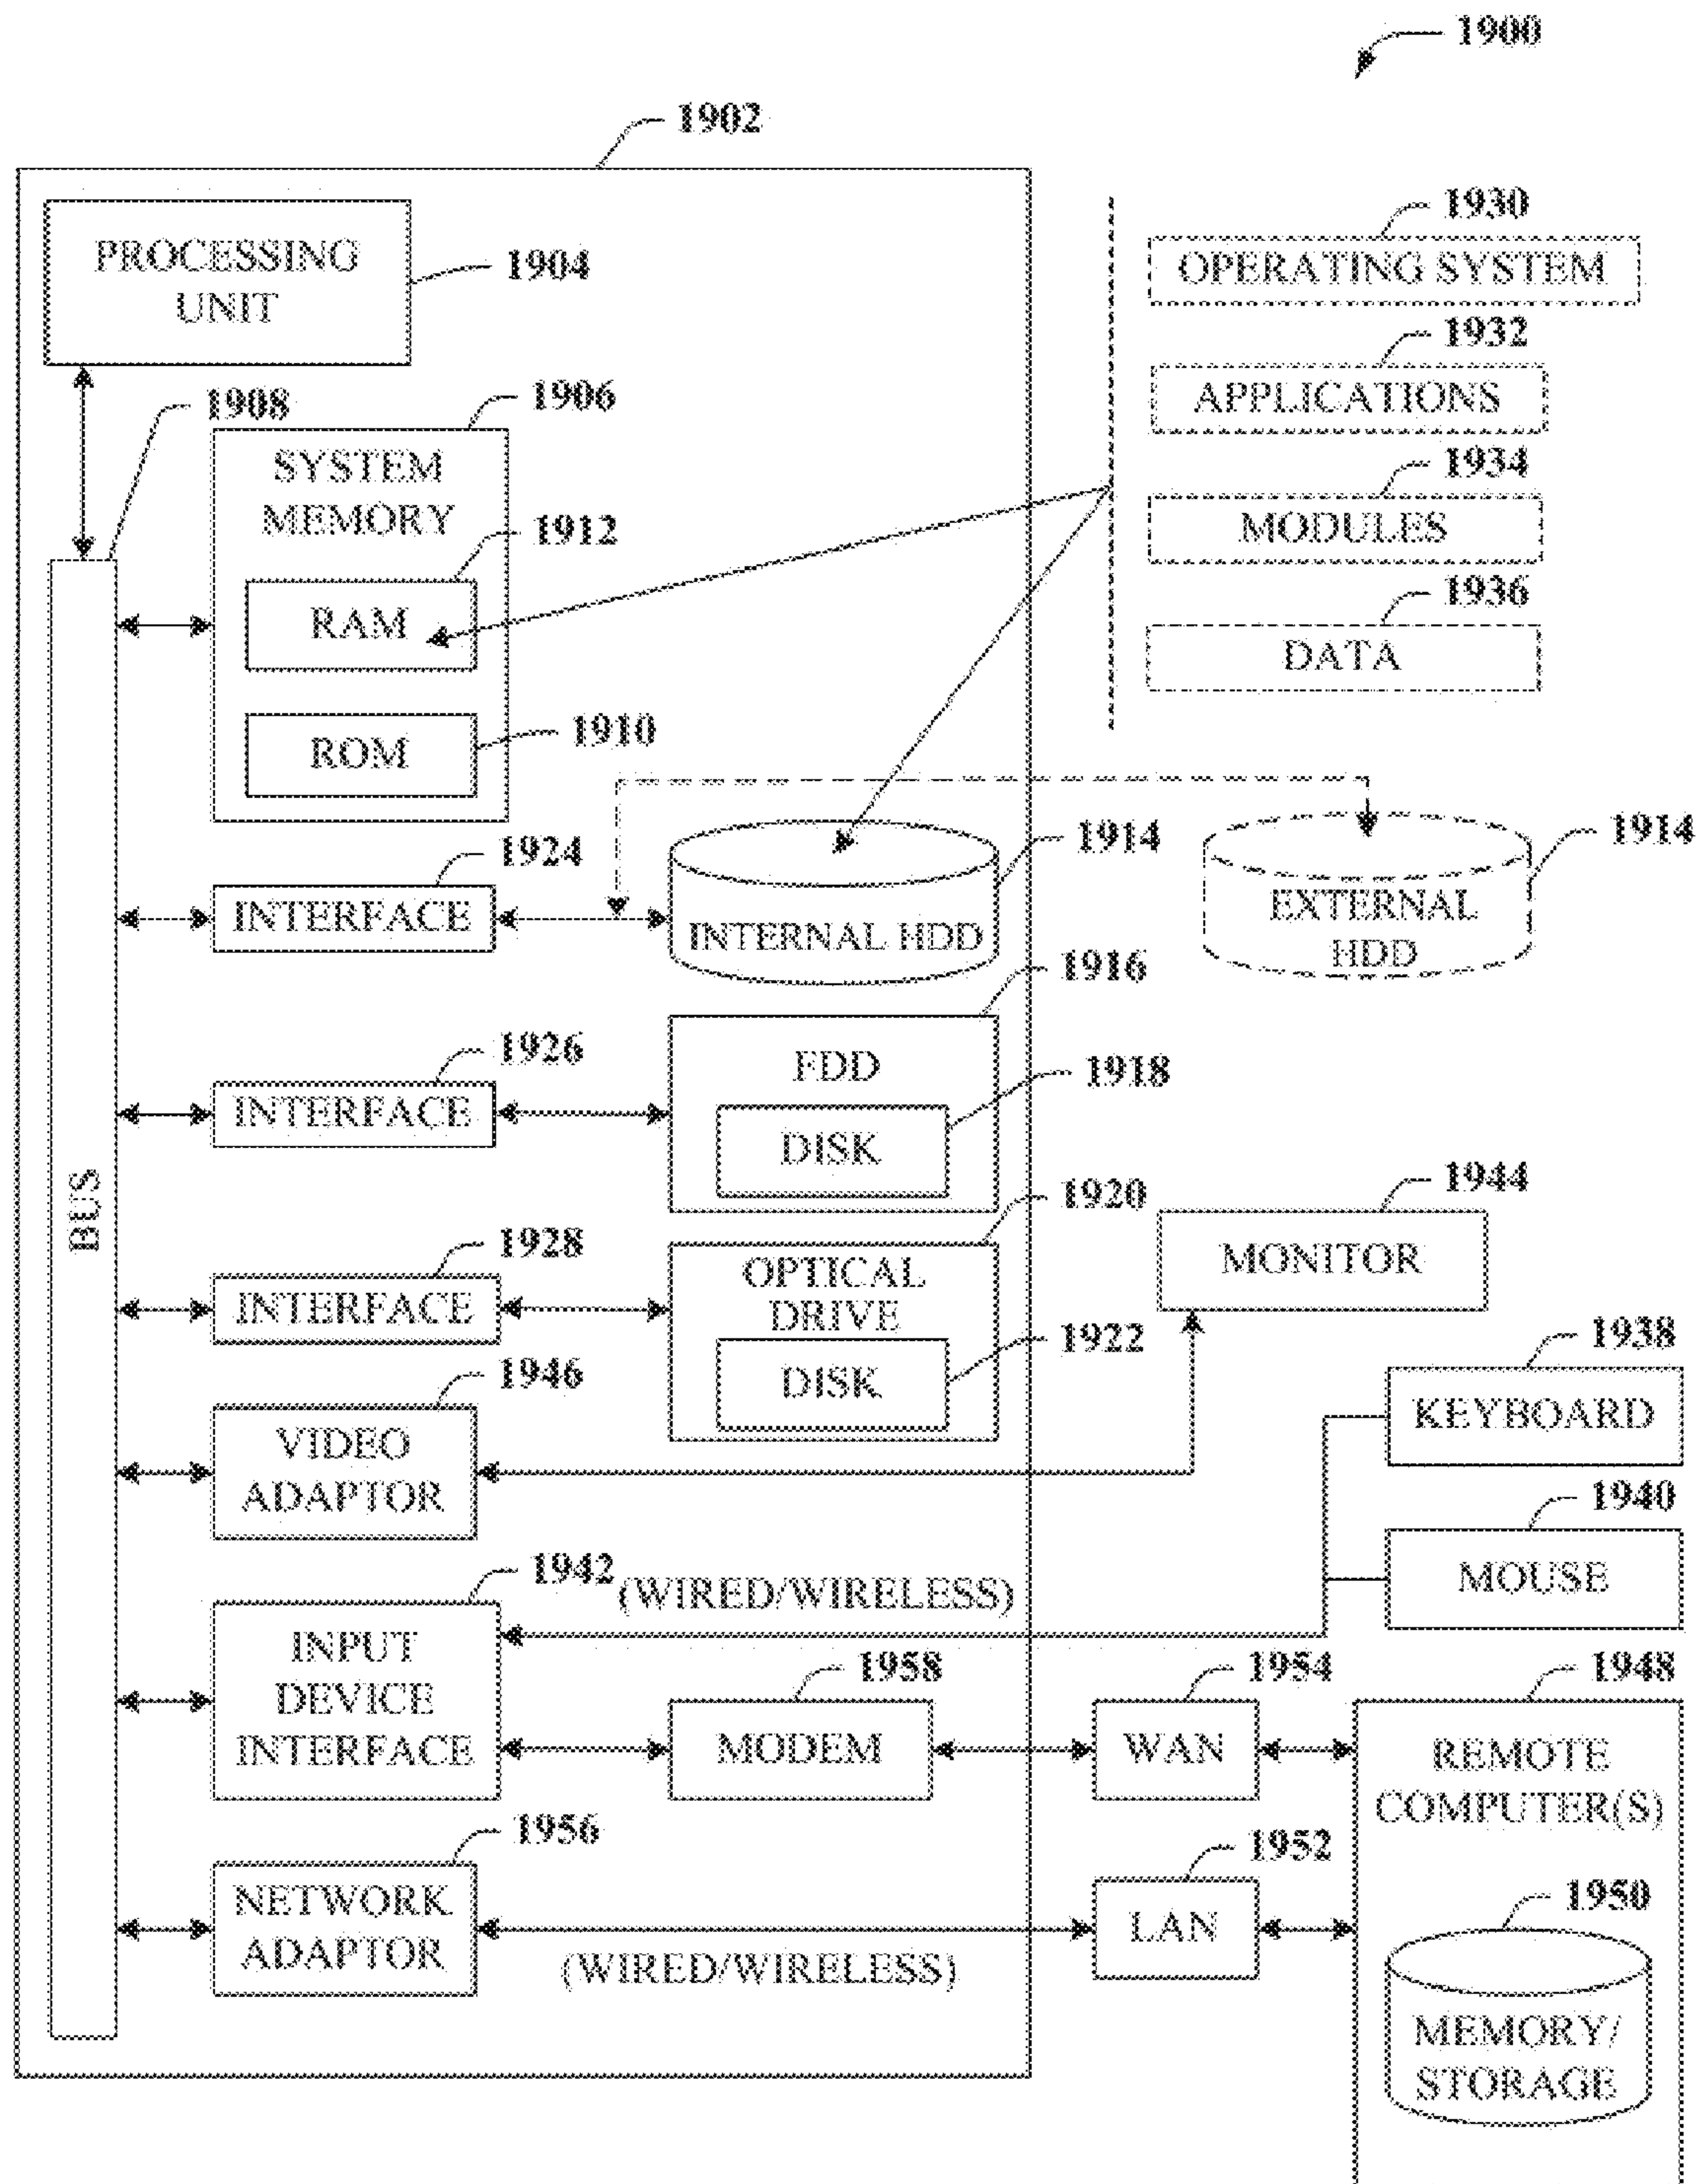 1900
1902
PROCESSING
UNIT
1904
1930
OPERATING SYSTEM
1932
APPLICATIONS
1934
MODULES
1936
DATA
1908
1906
SYSTEM
MEMORY
1912
RAM
1910
ROM
1924
INTERFACE
1914
INTERNAL HDD
1914
EXTERNAL
HDD
1926
INTERFACE
1916
FDD
1918
DISK
BUS
1928
INTERFACE
1920
OPTICAL
DRIVE
1922
DISK
1944
MONITOR
1938
KEYBOARD
1946
VIDEO
ADAPTOR
1940
MOUSE
1942
(WIRED/WIRELESS)
INPUT
DEVICE
INTERFACE
1958
MODEM
1954
WAN
1948
REMOTE
COMPUTER(S)
1956
NETWORK
ADAPTOR
(WIRED/WIRELESS)
1952
LAN
1950
MEMORY/
STORAGE